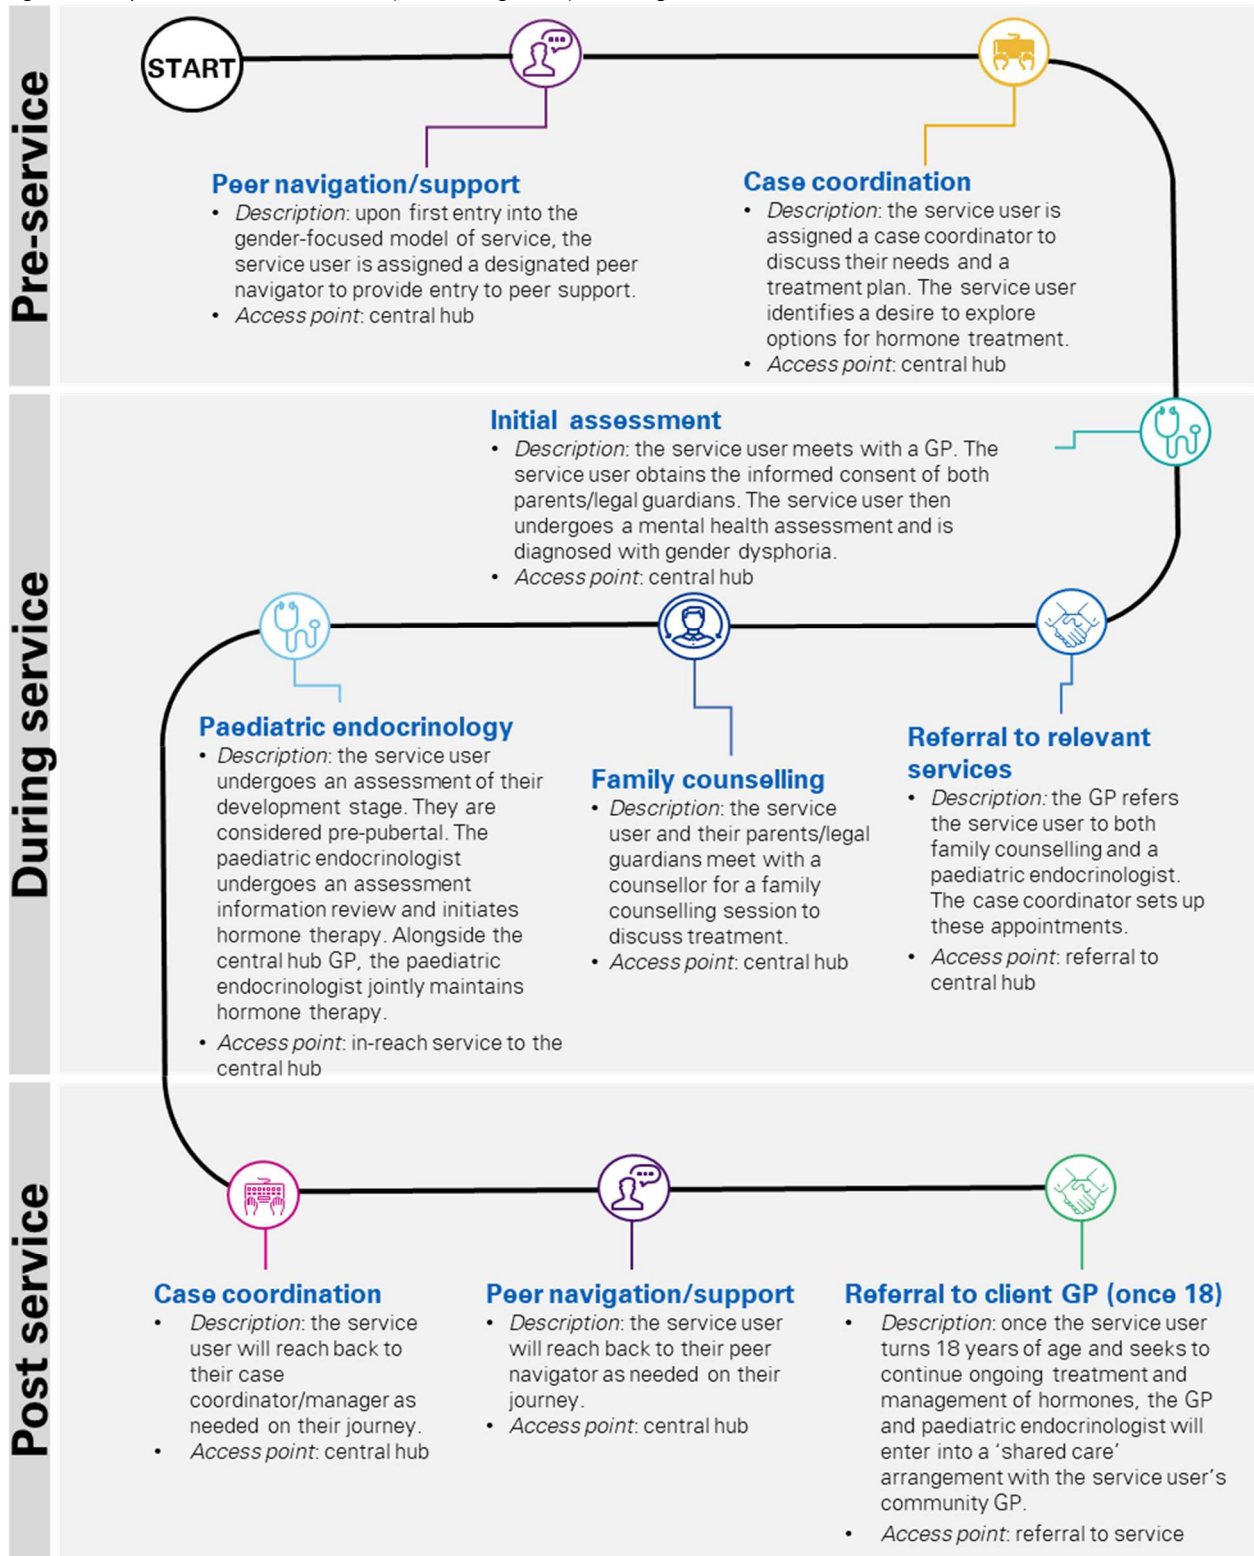 Pre-service
START
Peer navigation/support
• Description: upon first entry into the
gender-focused model of service, the
service user is assigned a designated peer
navigator to provide entry to peer support.
• Access point: central hub
Case coordination
• Description: the service user is
assigned a case coordinator to
discuss their needs and a
treatment plan. The service user
identifies a desire to explore
options for hormone treatment.
• Access point: central hub
During service
Initial assessment
• Description: the service user meets with a GP. The
service user obtains the informed consent of both
parents/legal guardians. The service user then
undergoes a mental health assessment and is
diagnosed with gender dysphoria.
• Access point: central hub
Referral to relevant
services
• Description: the GP refers
the service user to both
family counselling and a
paediatric endocrinologist.
The case coordinator sets up
these appointments.
• Access point: referral to
central hub
Family counselling
• Description: the service
user and their parents/legal
guardians meet with a
counsellor for a family
counselling session to
discuss treatment.
• Access point: central hub
Paediatric endocrinology
• Description: the service user
undergoes an assessment of their
development stage. They are
considered pre-pubertal. The
paediatric endocrinologist
undergoes an assessment
information review and initiates
hormone therapy. Alongside the
central hub GP, the paediatric
endocrinologist jointly maintains
hormone therapy.
• Access point: in-reach service to the
central hub
Post service
Case coordination
• Description: the service
user will reach back to
their case
coordinator/manager as
needed on their journey.
• Access point: central hub
Peer navigation/support
• Description: the service user
will reach back to their peer
navigator as needed on their
journey.
• Access point: central hub
Referral to client GP (once 18)
• Description: once the service user
turns 18 years of age and seeks to
continue ongoing treatment and
management of hormones, the GP
and paediatric endocrinologist will
enter into a ‘shared care’
arrangement with the service user’s
community GP.
• Access point: referral to service